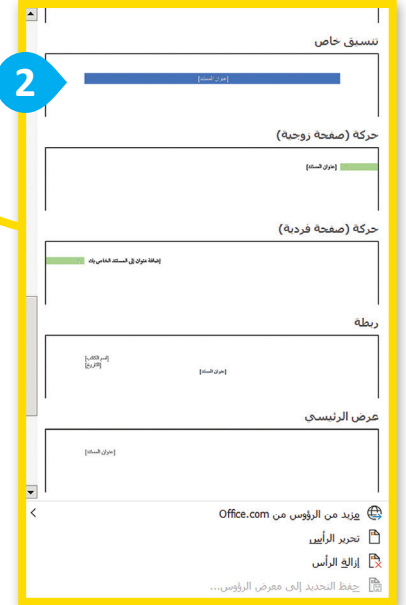 تنسيق خاص
2
[عنوان المستند]
حركة (صفحة زوجية)
[عنوان المستند]
حركة (صفحة فردية)
إضافة عنوان إلى المستند الخاص بك
ربطة
[اسم الكاتب]
[التاريخ]
[عنوان المستند]
عرض الرئيسي
[عنوان المستند]
مزيد من الرؤوس من Office.com
تحرير الرأس
إزالة الرأس
حفظ التحديد إلى معرض الرؤوس...